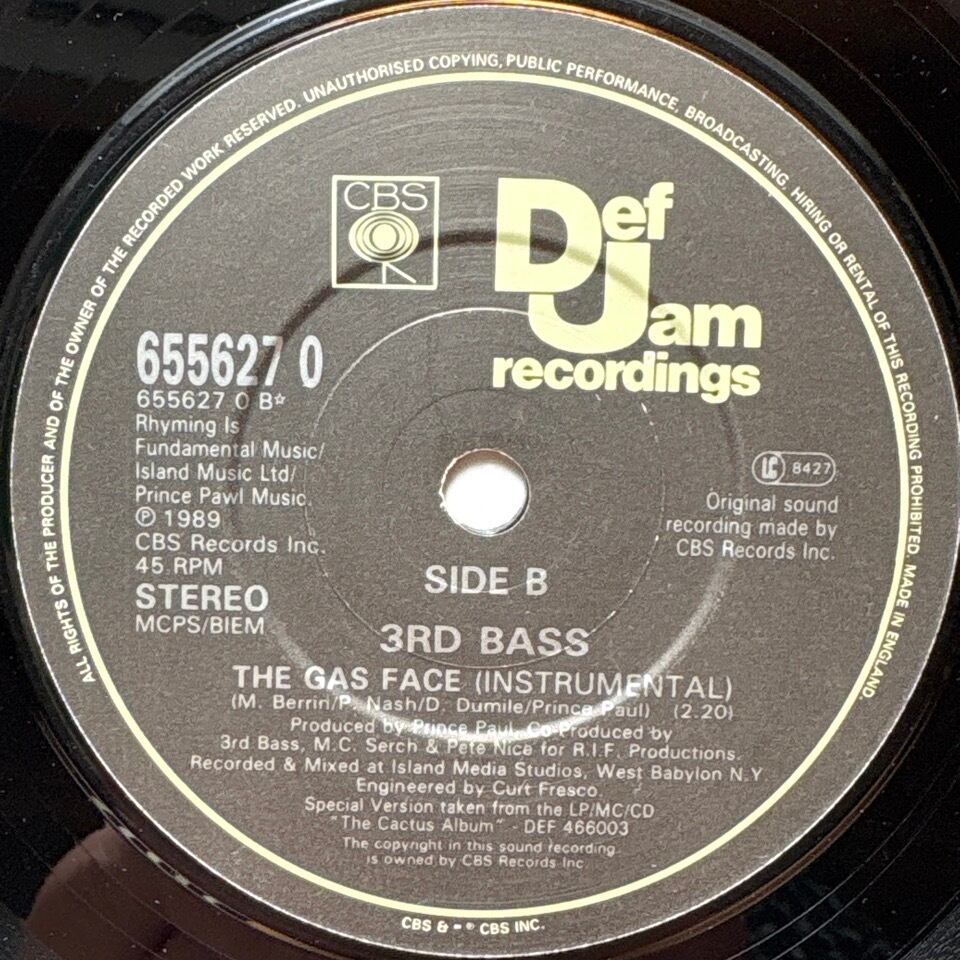 ALL RIGHTS OF THE PRODUCER AND OF THE OWNER OF THE RECORDED WORK RESERVED. UNAUTHORISED COPYING, PUBLIC PERFORMANCE, BROADCASTING, HIRING OR RENTAL OF THIS RECORDING PROHIBITED. MADE IN ENGLAND.
CBS
Def
Jam
recordings
655627 0
655627 0 B☆
Rhyming Is
Fundamental Music/
Island Music Ltd/
Prince Pawl Music.
℗ 1989
CBS Records Inc.
45 RPM
STEREO
MCPS/BIEM
LC 8427
Original sound
recording made by
CBS Records Inc.
SIDE B
3RD BASS
THE GAS FACE (INSTRUMENTAL)
(M. Berrin/P. Nash/D. Dumile/Prince Paul) (2.20)
Produced by Prince Paul. Co-Produced by
3rd Bass, M.C. Serch & Pete Nice for R.I.F. Productions.
Recorded & Mixed at Island Media Studios, West Babylon N.Y.
Engineered by Curt Fresco.
Special Version taken from the LP/MC/CD
"The Cactus Album" - DEF 466003
The copyright in this sound recording
is owned by CBS Records Inc.
CBS & CBS INC.